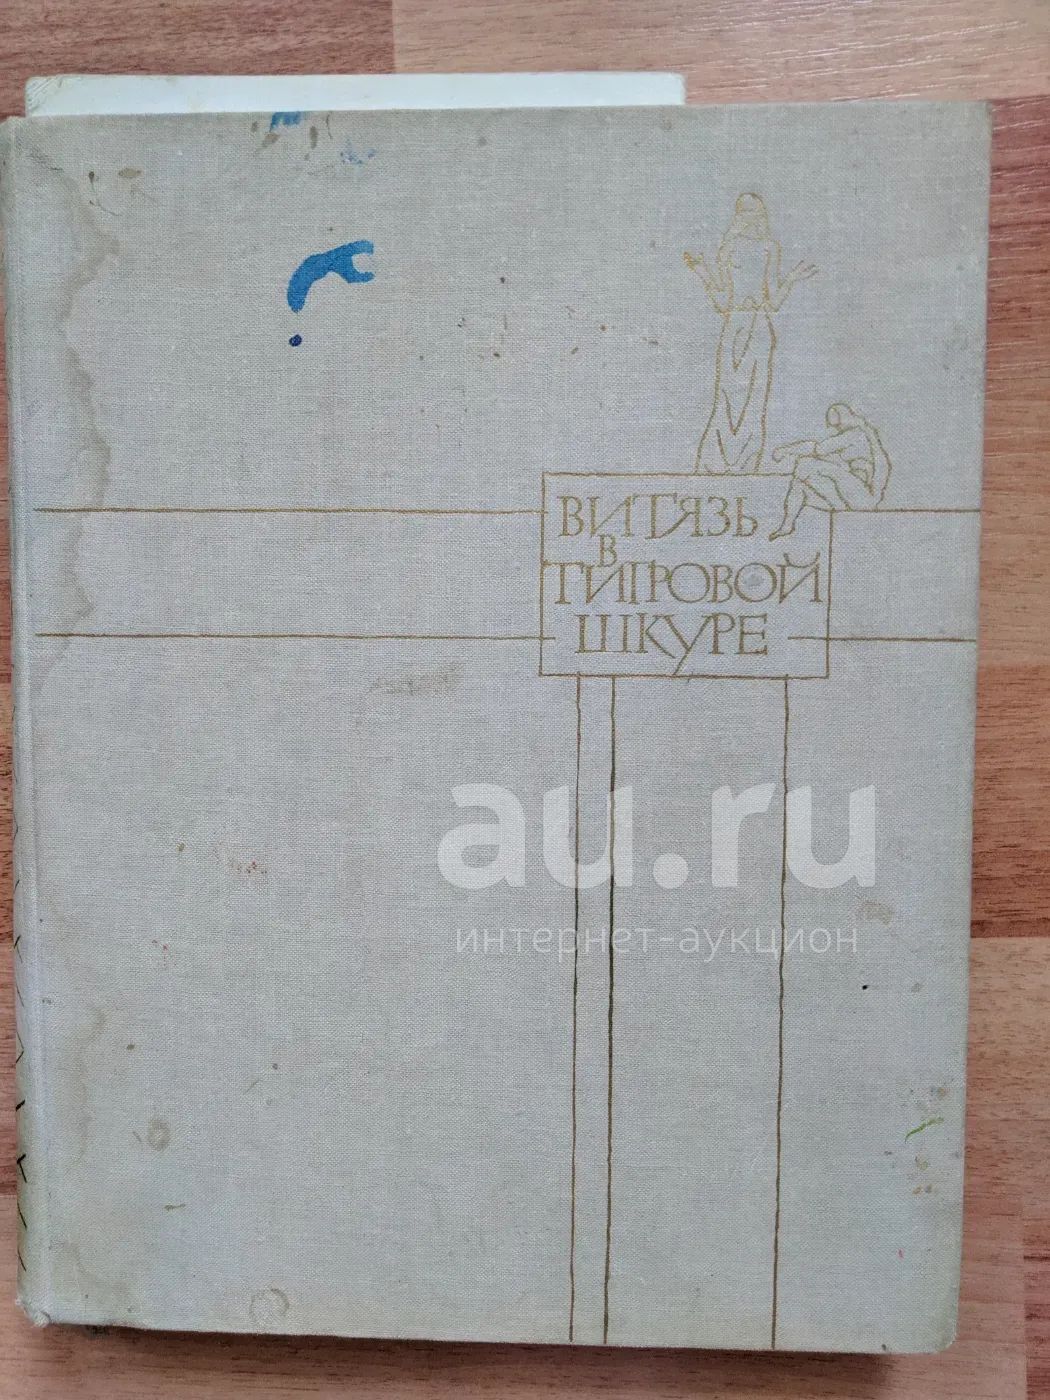 ВИТЯЗЬ
В
ТИГРОВОЙ
ШКУРЕ
au.ru
интернет-аукцион